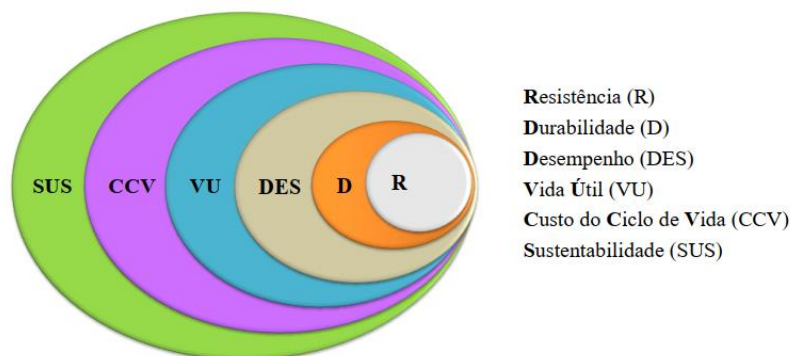 SUS CCV VU DES D R
Resistência (R)
Durabilidade (D)
Desempenho (DES)
Vida Útil (VU)
Custo do Ciclo de Vida (CCV)
Sustentabilidade (SUS)